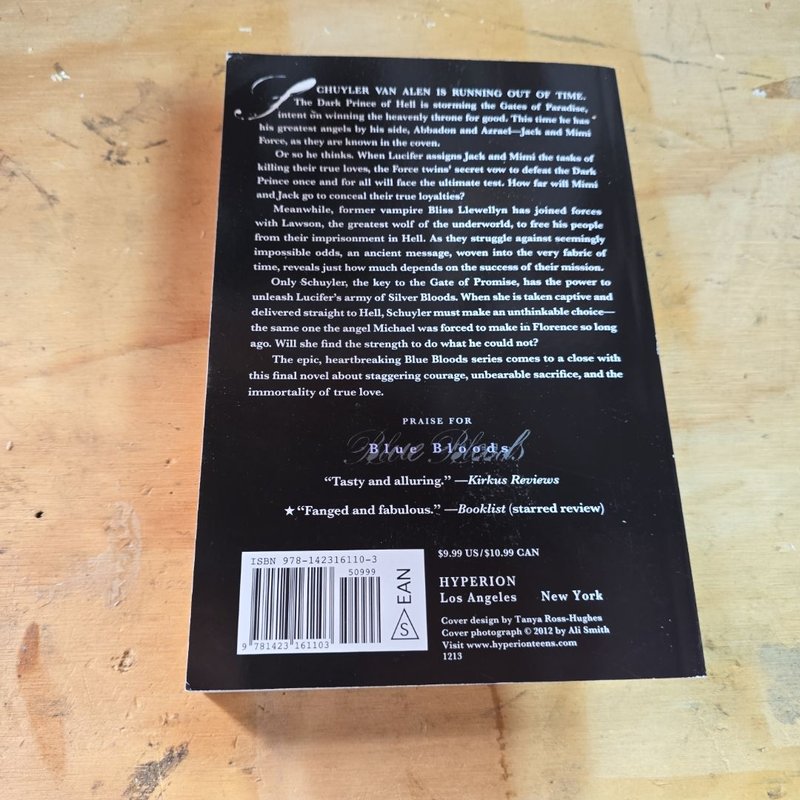 SCHUYLER VAN ALEN IS RUNNING OUT OF TIME.
The Dark Prince of Hell is storming the Gates of Paradise,
intent on winning the heavenly throne for good. This time he has
his greatest angels by his side, Abbadon and Azrael—Jack and Mimi
Force, as they are known in the coven.
Or so he thinks. When Lucifer assigns Jack and Mimi the tasks of
killing their true loves, the Force twins' secret vow to defeat the Dark
Prince once and for all will face the ultimate test. How far will Mimi
and Jack go to conceal their true loyalties?
Meanwhile, former vampire Bliss Llewellyn has joined forces
with Lawson, the greatest wolf of the underworld, to free his people
from their imprisonment in Hell. As they struggle against seemingly
impossible odds, an ancient message, woven into the very fabric of
time, reveals just how much depends on the success of their mission.
Only Schuyler, the key to the Gate of Promise, has the power to
unleash Lucifer's army of Silver Bloods. When she is taken captive and
delivered straight to Hell, Schuyler must make an unthinkable choice—
the same one the angel Michael was forced to make in Florence so long
ago. Will she find the strength to do what he could not?
The epic, heartbreaking Blue Bloods series comes to a close with
this final novel about staggering courage, unbearable sacrifice, and the
immortality of true love.
PRAISE FOR
Blue Bloods
"Tasty and alluring." —Kirkus Reviews
★ "Fanged and fabulous." —Booklist (starred review)
ISBN 978-142316110-3
50999
9 781423 161103
S EAN
$9.99 US/$10.99 CAN
HYPERION
Los Angeles New York
Cover design by Tanya Ross-Hughes
Cover photograph © 2012 by Ali Smith
Visit www.hyperionteens.com
1213